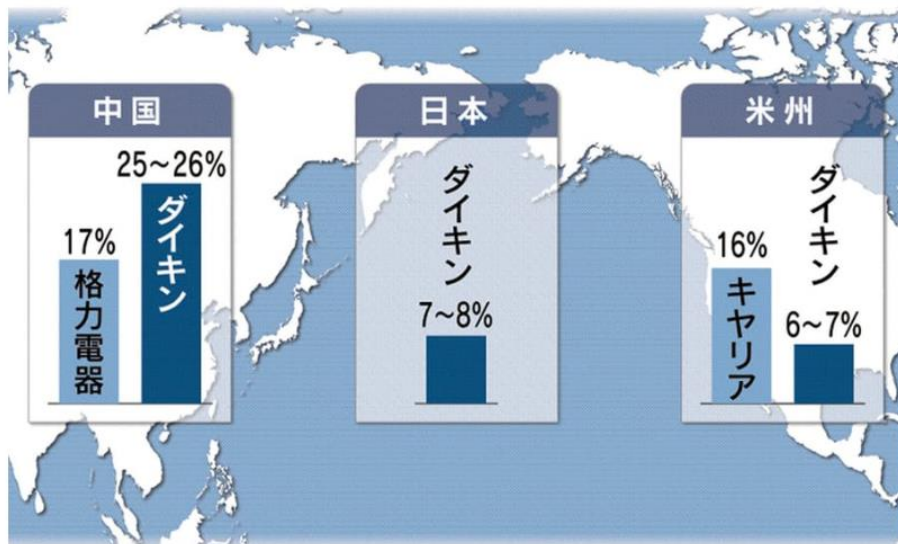 中国
25～26%
ダイキン
17%
格力電器
日本
ダイキン
7～8%
米州
ダイキン
16%
キヤリア
6～7%